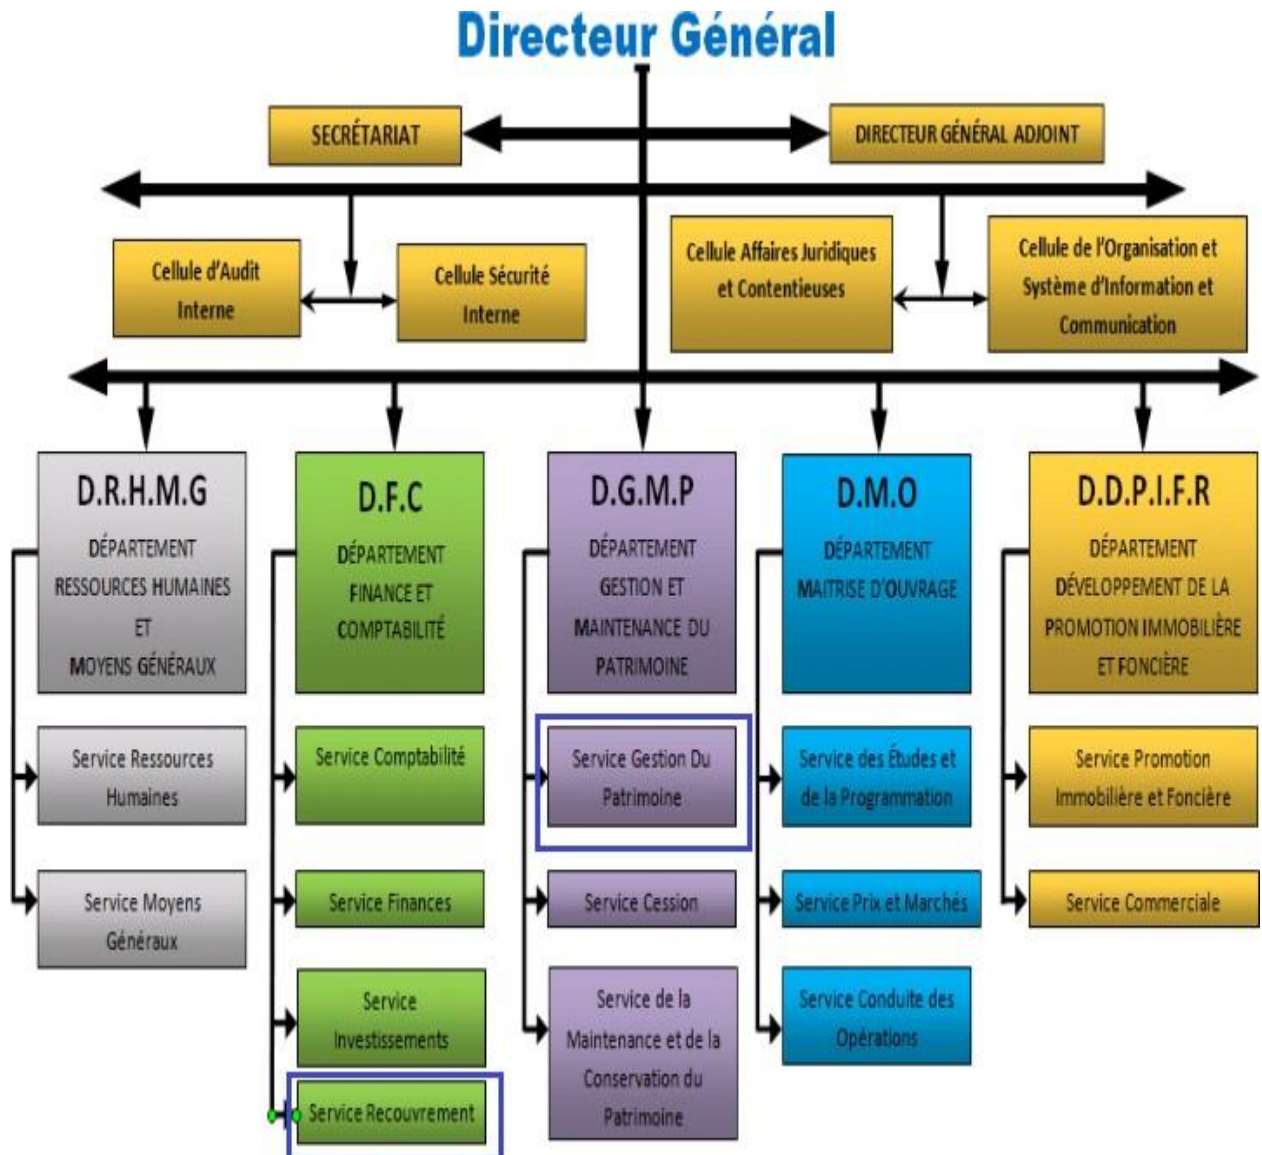 Directeur Général
SECRÉTARIAT
DIRECTEUR GÉNÉRAL ADJOINT
Cellule d'Audit
Interne
Cellule Sécurité
Interne
Cellule Affaires Juridiques
et Contentieuses
Cellule de l'Organisation et
Système d'Information et
Communication
D.R.H.M.G
DÉPARTEMENT
RESSOURCES HUMAINES
ET
MOYENS GÉNÉRAUX
Service Ressources
Humaines
Service Moyens
Généraux
D.F.C
DÉPARTEMENT
FINANCE ET
COMPTABILITÉ
Service Comptabilité
Service Finances
Service
Investissements
Service Recouvrement
D.G.M.P
DÉPARTEMENT
GESTION ET
MAINTENANCE DU
PATRIMOINE
Service Gestion Du
Patrimoine
Service Cession
Service de la
Maintenance et de la
Conservation du
Patrimoine
D.M.O
DÉPARTEMENT
MAITRISE D'OUVRAGE
Service des Études et
de la Programmation
Service Prix et Marchés
Service Conduite des
Opérations
D.D.P.I.F.R
DÉPARTEMENT
DÉVELOPPEMENT DE LA
PROMOTION IMMOBILIÈRE
ET FONCIÈRE
Service Promotion
Immobilière et Foncière
Service Commerciale